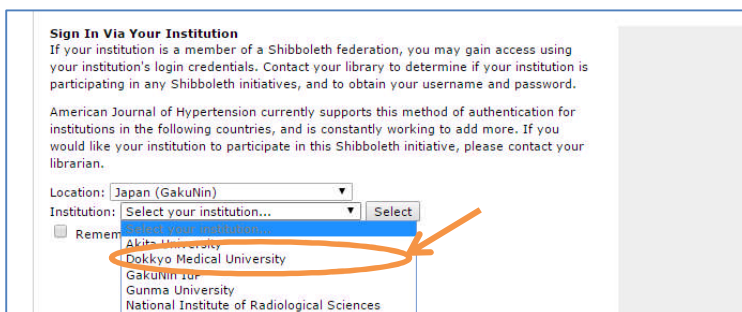 Sign In Via Your Institution
If your institution is a member of a Shibboleth federation, you may gain access using
your institution's login credentials. Contact your library to determine if your institution is
participating in any Shibboleth initiatives, and to obtain your username and password.
American Journal of Hypertension currently supports this method of authentication for
institutions in the following countries, and is constantly working to add more. If you
would like your institution to participate in this Shibboleth initiative, please contact your
librarian.
Location: Japan (GakuNin)
Institution: Select your institution... Select
Select your institution...
Remem
Akita University
Dokkyo Medical University
GakuNin IdP
Gunma University
National Institute of Radiological Sciences